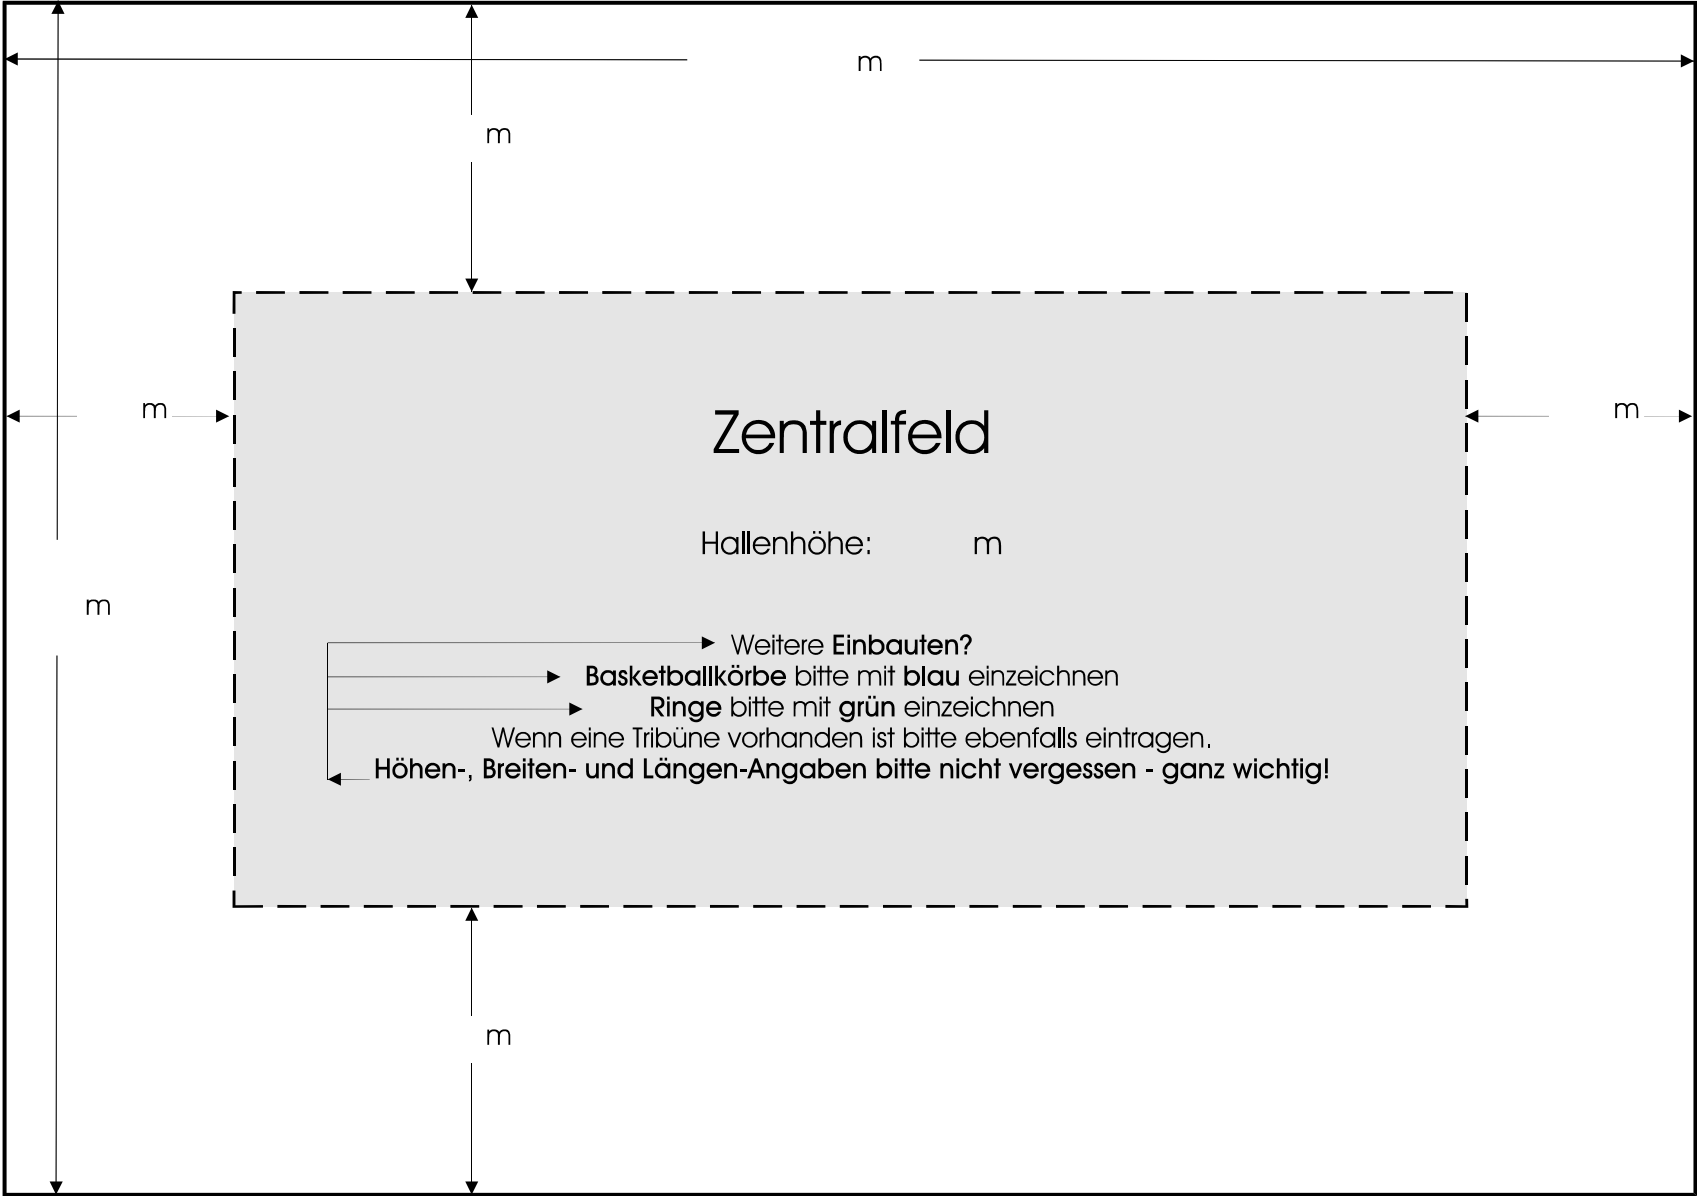 m
m
m
m
Zentralfeld
Hallenhöhe: m
m
Weitere Einbauten?
Basketballkörbe bitte mit blau einzeichnen
Ringe bitte mit grün einzeichnen
Wenn eine Tribüne vorhanden ist bitte ebenfalls eintragen.
Höhen-, Breiten- und Längen-Angaben bitte nicht vergessen - ganz wichtig!
m